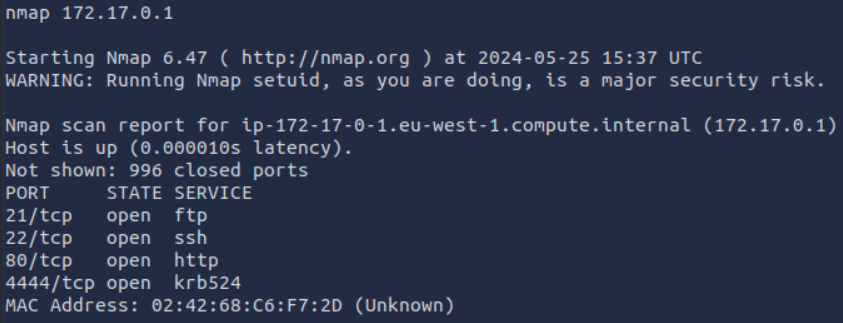 nmap 172.17.0.1
Starting Nmap 6.47 ( http://nmap.org ) at 2024-05-25 15:37 UTC
WARNING: Running Nmap setuid, as you are doing, is a major security risk.
Nmap scan report for ip-172-17-0-1.eu-west-1.compute.internal (172.17.0.1)
Host is up (0.000010s latency).
Not shown: 996 closed ports
PORT     STATE SERVICE
21/tcp   open  ftp
22/tcp   open  ssh
80/tcp   open  http
4444/tcp open  krb524
MAC Address: 02:42:68:C6:F7:2D (Unknown)